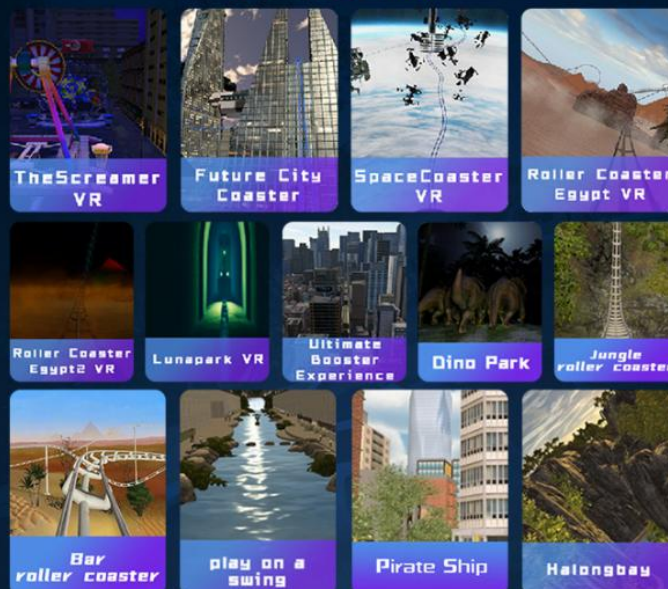 TheScreamer
VR
Future City
Coaster
SpaceCoaster
VR
Roller Coaster
Egypt VR
Roller Coaster
Egypt2 VR
Lunapark VR
Ultimate
Booster
Experience
Dino Park
Jungle
roller coaster
Bar
roller coaster
play on a
swing
Pirate Ship
Halongbay